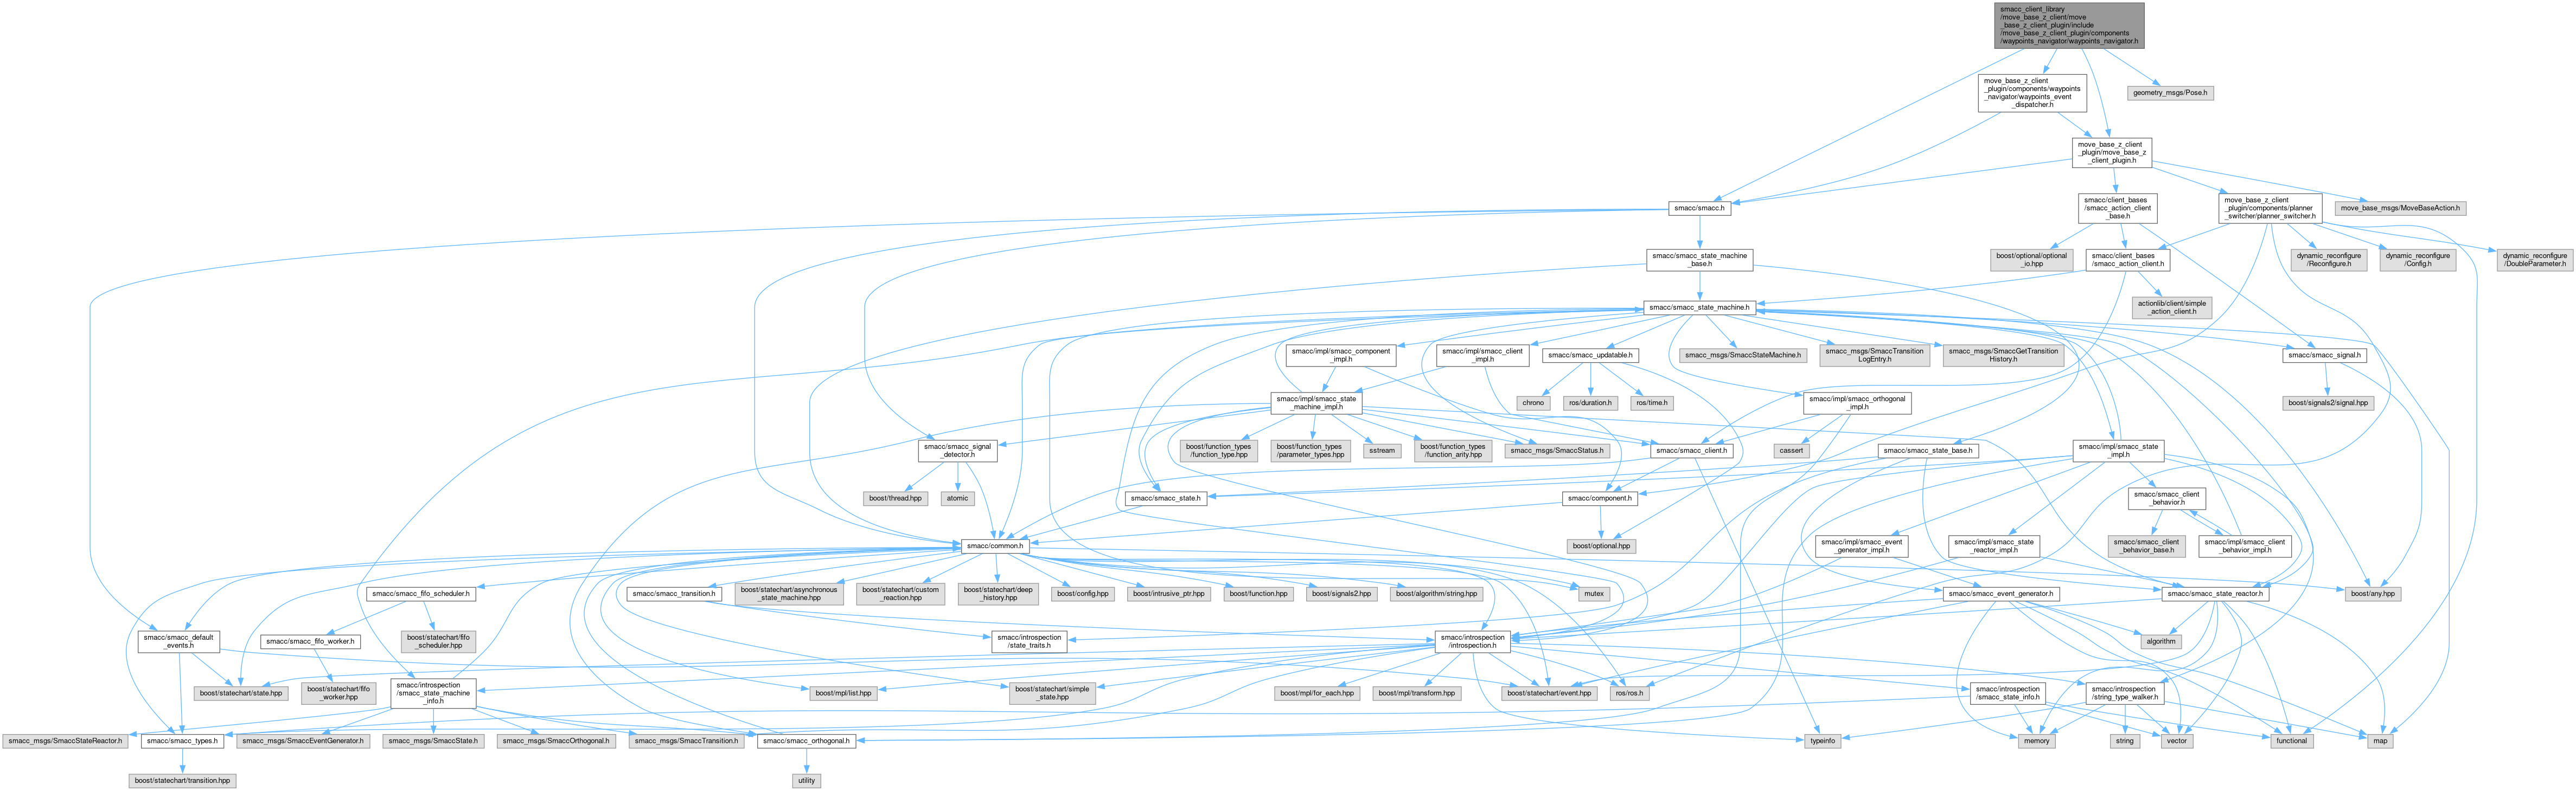 smacc_client_library
/move_base_z_client/move
_base_z_client_plugin/include
/move_base_z_client_plugin/components
/waypoints_navigator/waypoints_navigator.h
move_base_z_client
_plugin/components/waypoints
_navigator/waypoints_event
_dispatcher.h
geometry_msgs/Pose.h
move_base_z_client
_plugin/move_base_z
_client_plugin.h
smacc/smacc.h
smacc/client_bases
/smacc_action_client
_base.h
move_base_z_client
_plugin/components/planner
_switcher/planner_switcher.h
move_base_msgs/MoveBaseAction.h
smacc/smacc_state_machine
_base.h
boost/optional/optional
_io.hpp
smacc/client_bases
/smacc_action_client.h
dynamic_reconfigure
/Reconfigure.h
dynamic_reconfigure
/Config.h
dynamic_reconfigure
/DoubleParameter.h
smacc/smacc_state_machine.h
actionlib/client/simple
_action_client.h
smacc/impl/smacc_component
_impl.h
smacc/impl/smacc_client
_impl.h
smacc/smacc_updatable.h
smacc_msgs/SmaccStateMachine.h
smacc_msgs/SmaccTransition
LogEntry.h
smacc_msgs/SmaccGetTransition
History.h
smacc/smacc_signal.h
smacc/impl/smacc_state
_machine_impl.h
chrono
ros/duration.h
ros/time.h
smacc/impl/smacc_orthogonal
_impl.h
boost/signals2/signal.hpp
smacc/smacc_signal
_detector.h
boost/function_types
/function_type.hpp
boost/function_types
/parameter_types.hpp
sstream
boost/function_types
/function_arity.hpp
smacc_msgs/SmaccStatus.h
smacc/smacc_client.h
cassert
smacc/smacc_state_base.h
smacc/impl/smacc_state
_impl.h
boost/thread.hpp
atomic
smacc/smacc_state.h
smacc/component.h
smacc/smacc_client
_behavior.h
smacc/common.h
boost/optional.hpp
smacc/impl/smacc_event
_generator_impl.h
smacc/impl/smacc_state
_reactor_impl.h
smacc/smacc_client
_behavior_base.h
smacc/impl/smacc_client
_behavior_impl.h
smacc/smacc_fifo_scheduler.h
smacc/smacc_transition.h
boost/statechart/asynchronous
_state_machine.hpp
boost/statechart/custom
_reaction.hpp
boost/statechart/deep
_history.hpp
boost/config.hpp
boost/intrusive_ptr.hpp
boost/function.hpp
boost/signals2.hpp
boost/algorithm/string.hpp
mutex
smacc/smacc_event_generator.h
smacc/smacc_state_reactor.h
boost/any.hpp
smacc/smacc_default
_events.h
smacc/smacc_fifo_worker.h
boost/statechart/fifo
_scheduler.hpp
smacc/introspection
/state_traits.h
smacc/introspection
/introspection.h
algorithm
boost/statechart/state.hpp
boost/statechart/fifo
_worker.hpp
smacc/introspection
/smacc_state_machine
_info.h
boost/mpl/list.hpp
boost/statechart/simple
_state.hpp
boost/mpl/for_each.hpp
boost/mpl/transform.hpp
boost/statechart/event.hpp
ros/ros.h
smacc/introspection
/smacc_state_info.h
smacc/introspection
/string_type_walker.h
smacc_msgs/SmaccStateReactor.h
smacc/smacc_types.h
smacc_msgs/SmaccEventGenerator.h
smacc_msgs/SmaccState.h
smacc_msgs/SmaccOrthogonal.h
smacc_msgs/SmaccTransition.h
smacc/smacc_orthogonal.h
typeinfo
memory
string
vector
functional
map
boost/statechart/transition.hpp
utility